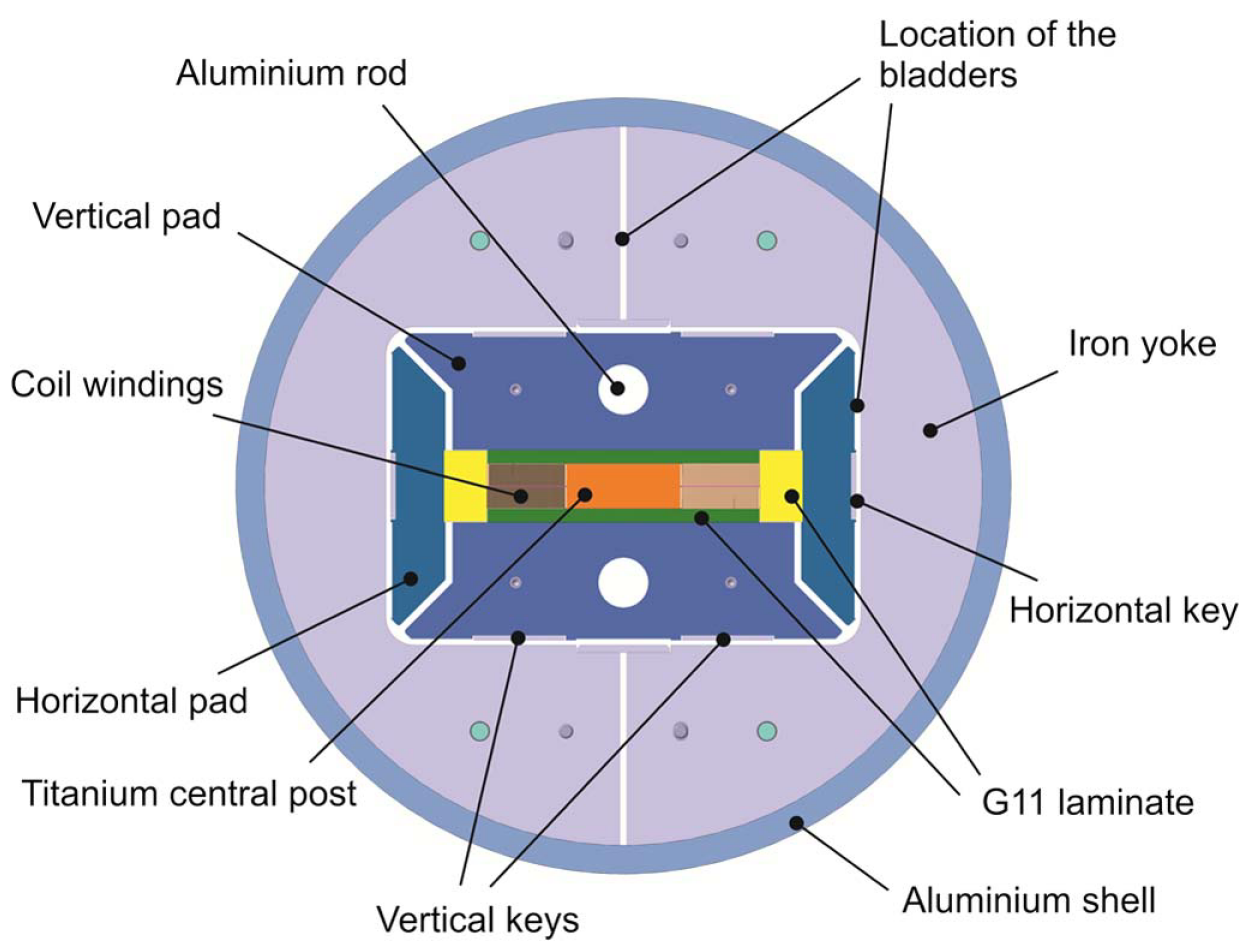 Location of the
bladders
Aluminium rod
Vertical pad
Iron yoke
Coil windings
Horizontal key
Horizontal pad
Titanium central post
G11 laminate
Aluminium shell
Vertical keys